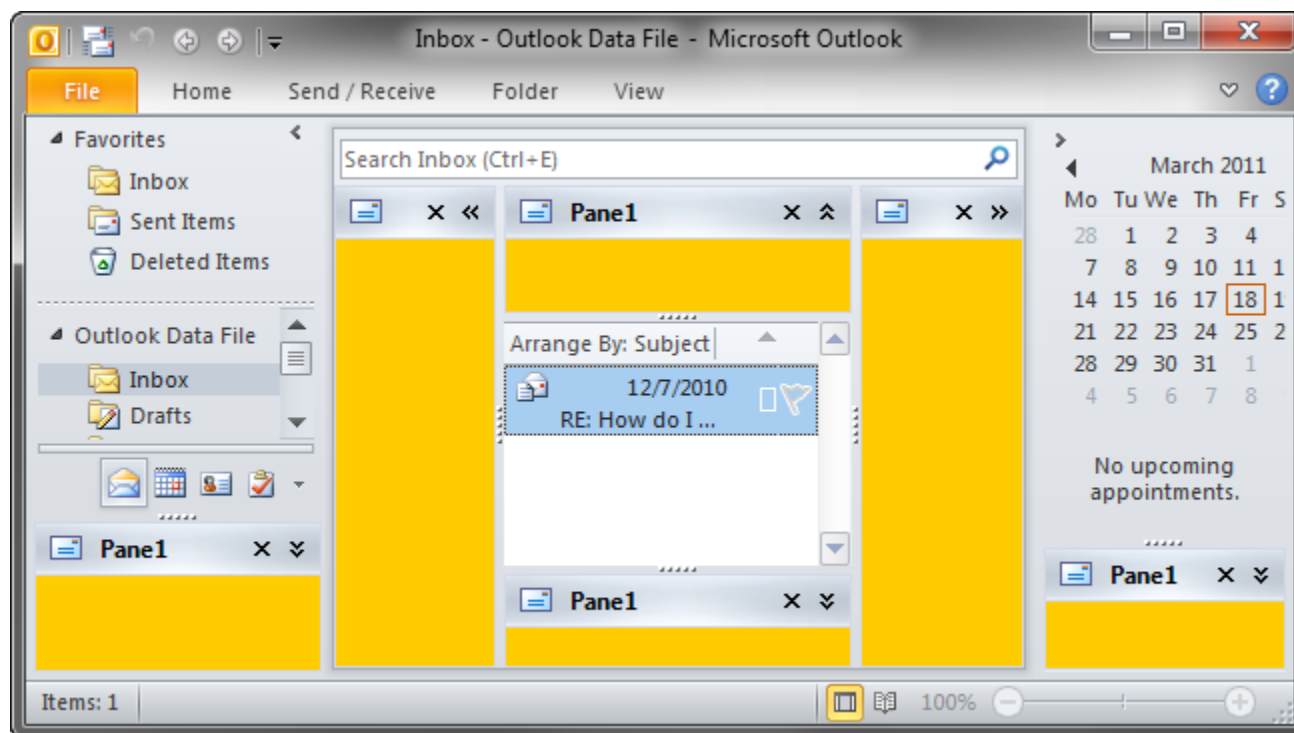 Inbox - Outlook Data File - Microsoft Outlook
File Home Send / Receive Folder View
Favorites
Inbox
Sent Items
Deleted Items
Outlook Data File
Inbox
Drafts
Pane1
Search Inbox (Ctrl+E)
Pane1
Arrange By: Subject
12/7/2010
RE: How do I ...
Pane1
March 2011
Mo Tu We Th Fr S
28 1 2 3 4
7 8 9 10 11 1
14 15 16 17 18 1
21 22 23 24 25 2
28 29 30 31 1
4 5 6 7 8
No upcoming
appointments.
Pane1
Items: 1
100%